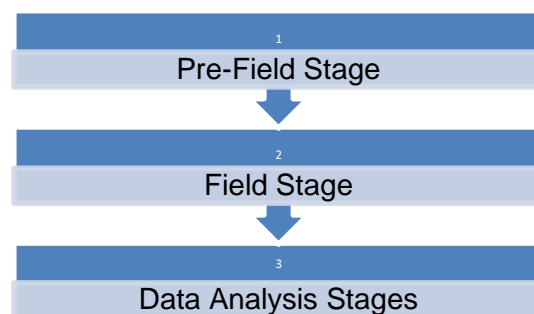 1
Pre-Field Stage
2
Field Stage
3
Data Analysis Stages